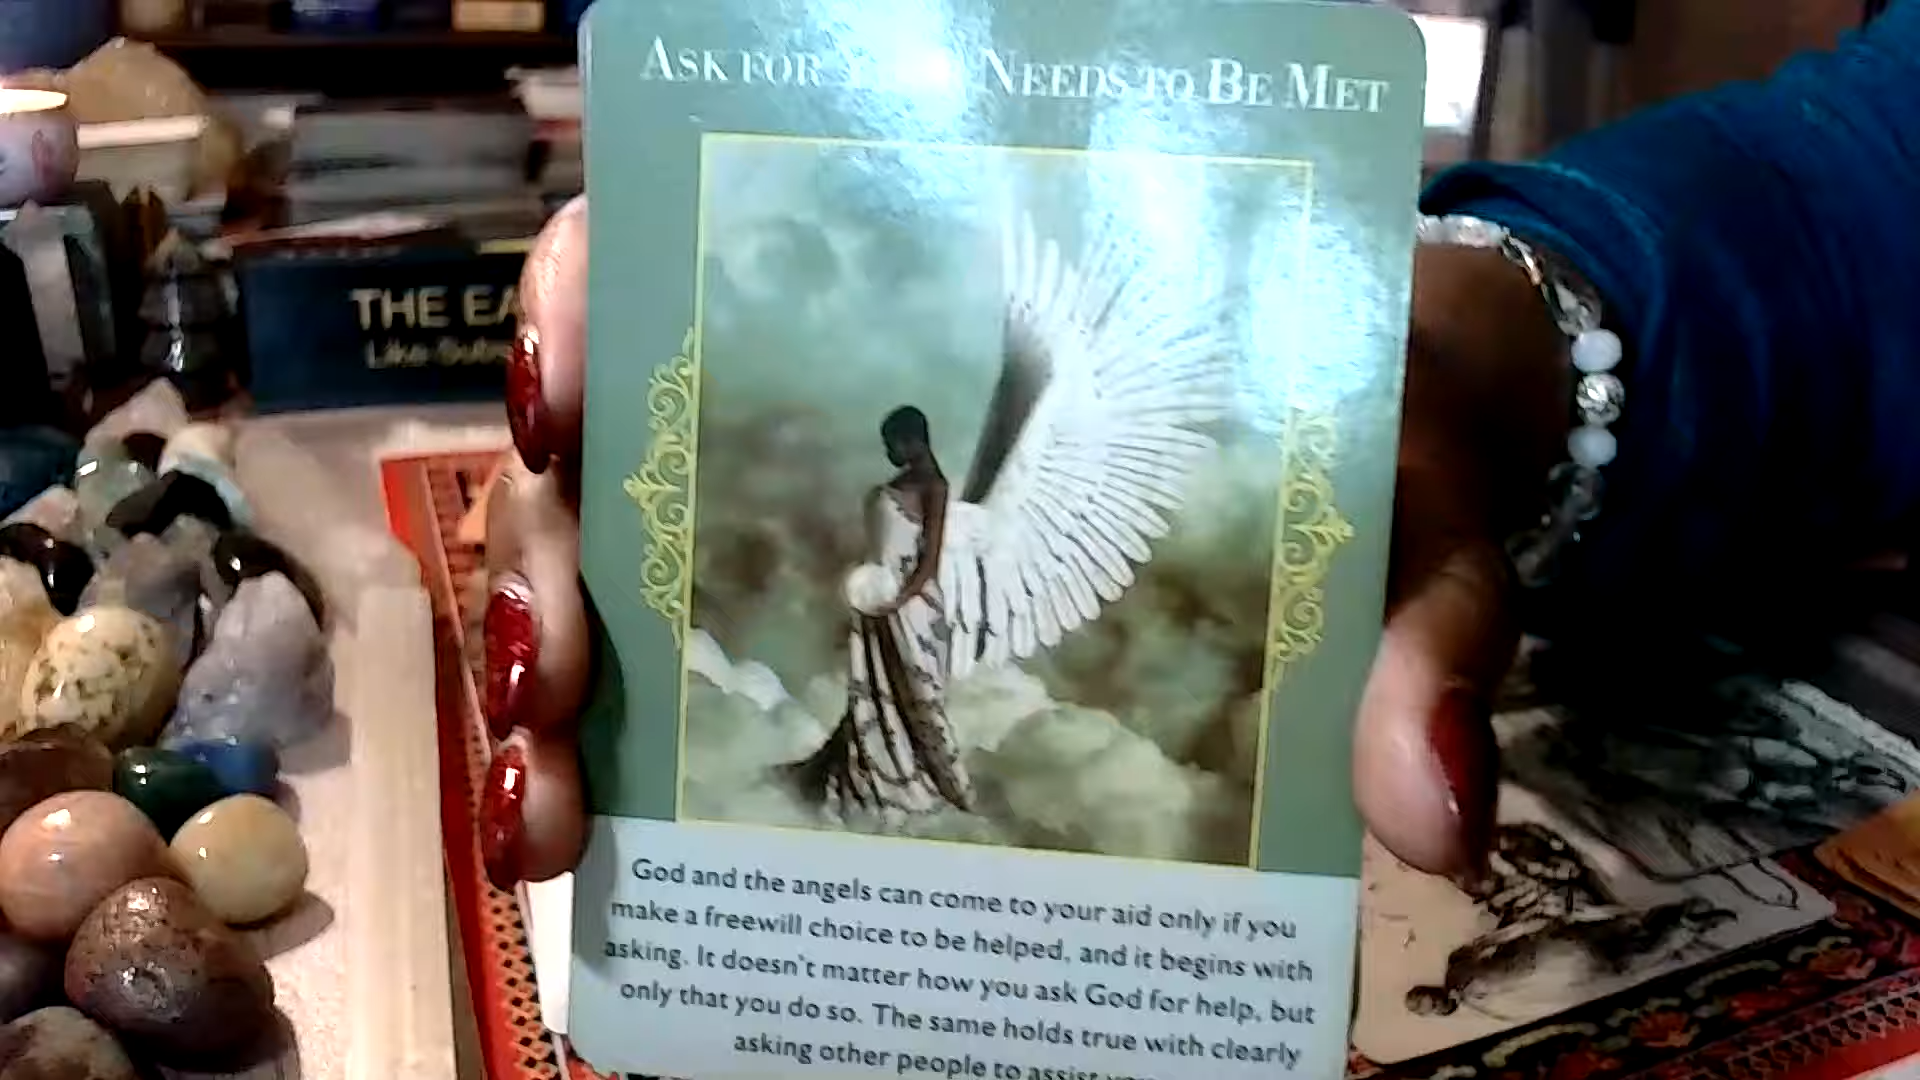 ASK FOR NEEDS TO BE MET
THE EA
God and the angels can come to your aid only if you
make a freewill choice to be helped, and it begins with
asking. It doesn't matter how you ask God for help, but
only that you do so. The same holds true with clearly
asking other people to assist